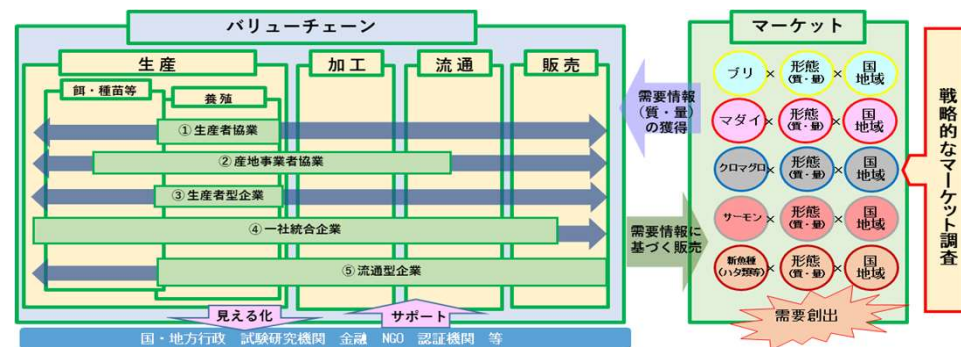 バリューチェーン
生産
加工
流通
販売
餌・種苗等
養殖
①生産者協業
②産地事業者協業
③生産者型企業
④一社統合企業
⑤流通型企業
見える化
サポート
国・地方行政 試験研究機関 金融 NGO 認証機関 等
需要情報
(質・量)
の獲得
需要情報に
基づく販売
マーケット
ブリ×形態×国
(質・量) 地域
マダイ×形態×国
(質・量) 地域
クロマグロ×形態×国
(質・量) 地域
サーモン×形態×国
(質・量) 地域
新魚種×形態×国
(ハタ類等) (質・量) 地域
需要創出
戦略的なマーケット調査